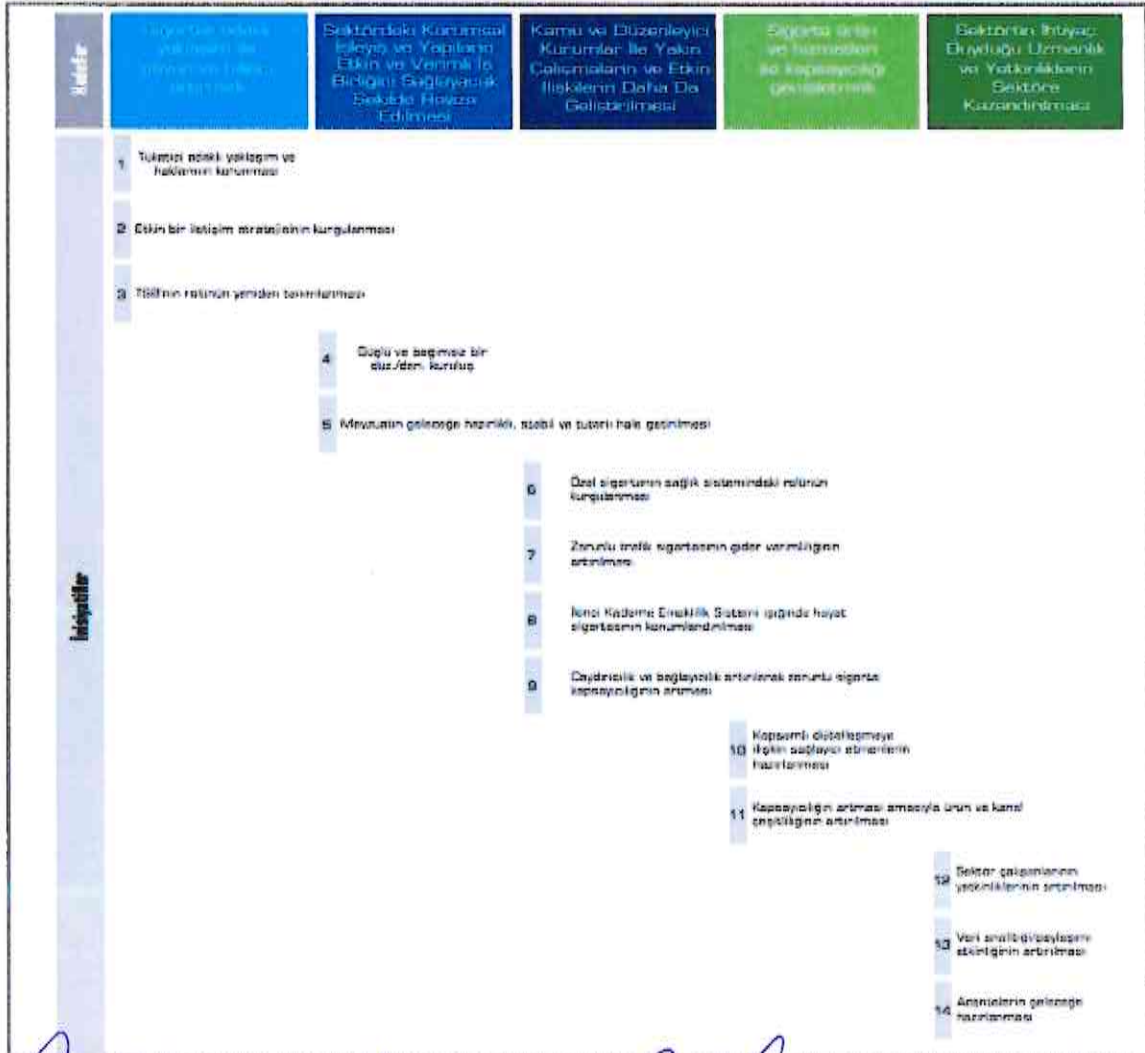 Hedefler
Sigortalı odaklı
yaklaşım ile
Sektördeki Kurumsal
İşleyiş ve Yapıların
Etkin ve Verimli İş
Birliğini Sağlayacak
Şekilde Revize
Edilmesi
Kamu ve Düzenleyici
Kurumlar İle Yakın
Çalışmaların ve Etkin
İlişkilerin Daha Da
Geliştirilmesi
Sigorta ürün
ve hizmetleri
ile kapsayıcılığı
genişletmek
Sektörün İhtiyaç
Duyduğu Uzmanlık
ve Yetkinliklerin
Sektöre
Kazandırılması
İnisiyatifler
1 Tüketici odaklı yaklaşım ve
haklarının korunması
2 Etkin bir iletişim stratejisinin kurgulanması
3 TSB'nin rolünün yeniden tanımlanması
4 Güçlü ve bağımsız bir
düz./den. kuruluş
5 Mevzuatın geleceğe hazırlıklı, stabil ve tutarlı hale getirilmesi
6 Özel sigortanın sağlık sistemindeki rolünün
kurgulanması
7 Zorunlu trafik sigortasının gider verimliliğinin
artırılması
8 İkinci Kademe Emeklilik Sistemi ışığında hayat
sigortasının konumlandırılması
9 Caydırıcılık ve bağlayıcılık artırılarak zorunlu sigorta
kapsayıcılığının artması
10 Kapsamlı dijitalleşmeye
ilişkin sağlayıcı etmenlerin
hazırlanması
11 Kapsayıcılığın artması amacıyla ürün ve kanal
çeşitliliğinin artırılması
12 Sektör çalışanlarının
yetkinliklerinin artırılması
13 Veri analitiği/paylaşımı
etkinliğinin artırılması
14 Acentelerin geleceğe
hazırlanması